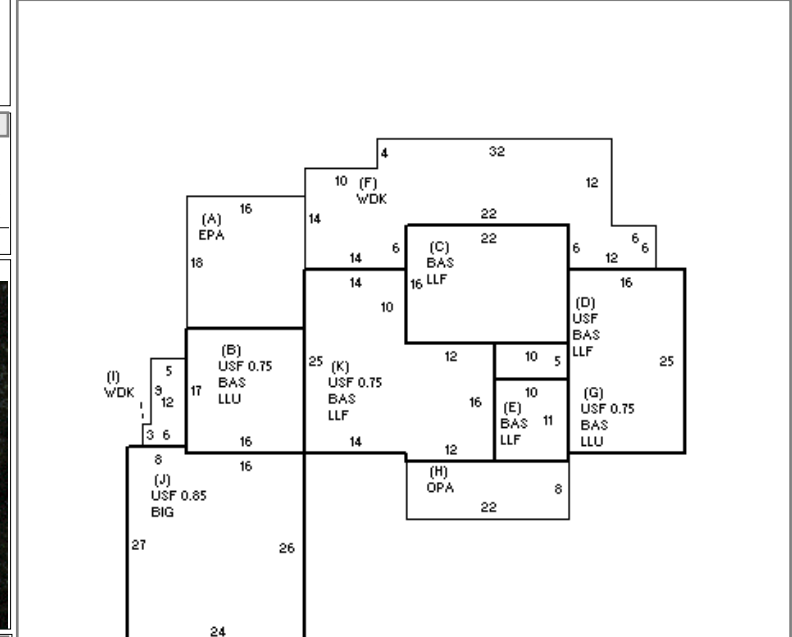 4 32
10 (F)
WDK
12
16
(A)
EPA
14
22
6 6
18
6
14
22
(C)
BAS
LLF
6
12
14
16
16
10
(D)
USF
BAS
LLF
(B)
USF 0.75
BAS
LLU
25 (K)
USF 0.75
BAS
LLF
12
10 5
25
5
(I)
WDK
9
12
17
16
10
(E)
BAS
LLF
11
(G)
USF 0.75
BAS
LLU
3 6
16
14
12
8
16
(J)
USF 0.85
BIG
(H)
OPA
8
22
27
26
24